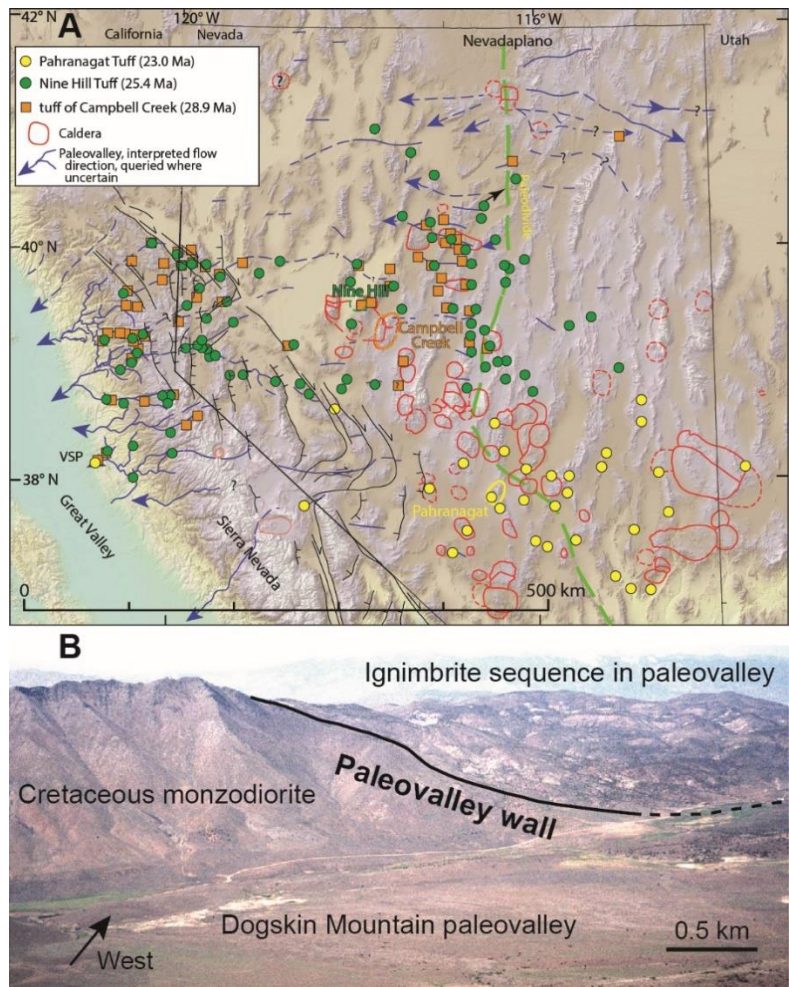 42°N
120°W
116°W
A
California
Nevada
Nevadaplano
Utah
Pahranagat Tuff (23.0 Ma)
Nine Hill Tuff (25.4 Ma)
tuff of Campbell Creek (28.9 Ma)
Caldera
Paleovalley, interpreted flow
direction, queried where
uncertain
?
?
?
?
?
Paleodivide
40°N
Nine Hill
Campbell
Creek
?
VSP
38°N
?
Pahranagat
Great Valley
Sierra Nevada
0
500 km
B
Ignimbrite sequence in paleovalley
Cretaceous monzodiorite
Paleovalley wall
Dogskin Mountain paleovalley
West
0.5 km